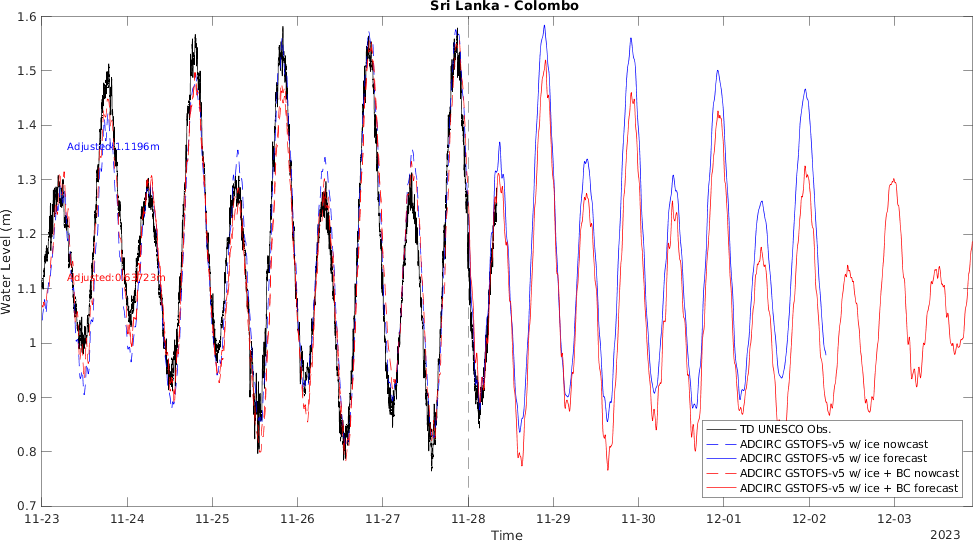 Sri Lanka - Colombo
1.6
1.5
1.4
1.3
1.2
1.1
1
0.9
0.8
0.7
Water Level (m)
Adjusted:1.1196m
TD UNESCO Obs.
ADCIRC GSTOFS-v5 w/ ice nowcast
ADCIRC GSTOFS-v5 w/ ice forecast
ADCIRC GSTOFS-v5 w/ ice + BC nowcast
ADCIRC GSTOFS-v5 w/ ice + BC forecast
11-23
11-24
11-25
11-26
11-27
11-28
11-29
11-30
12-01
12-02
12-03
Time
2023